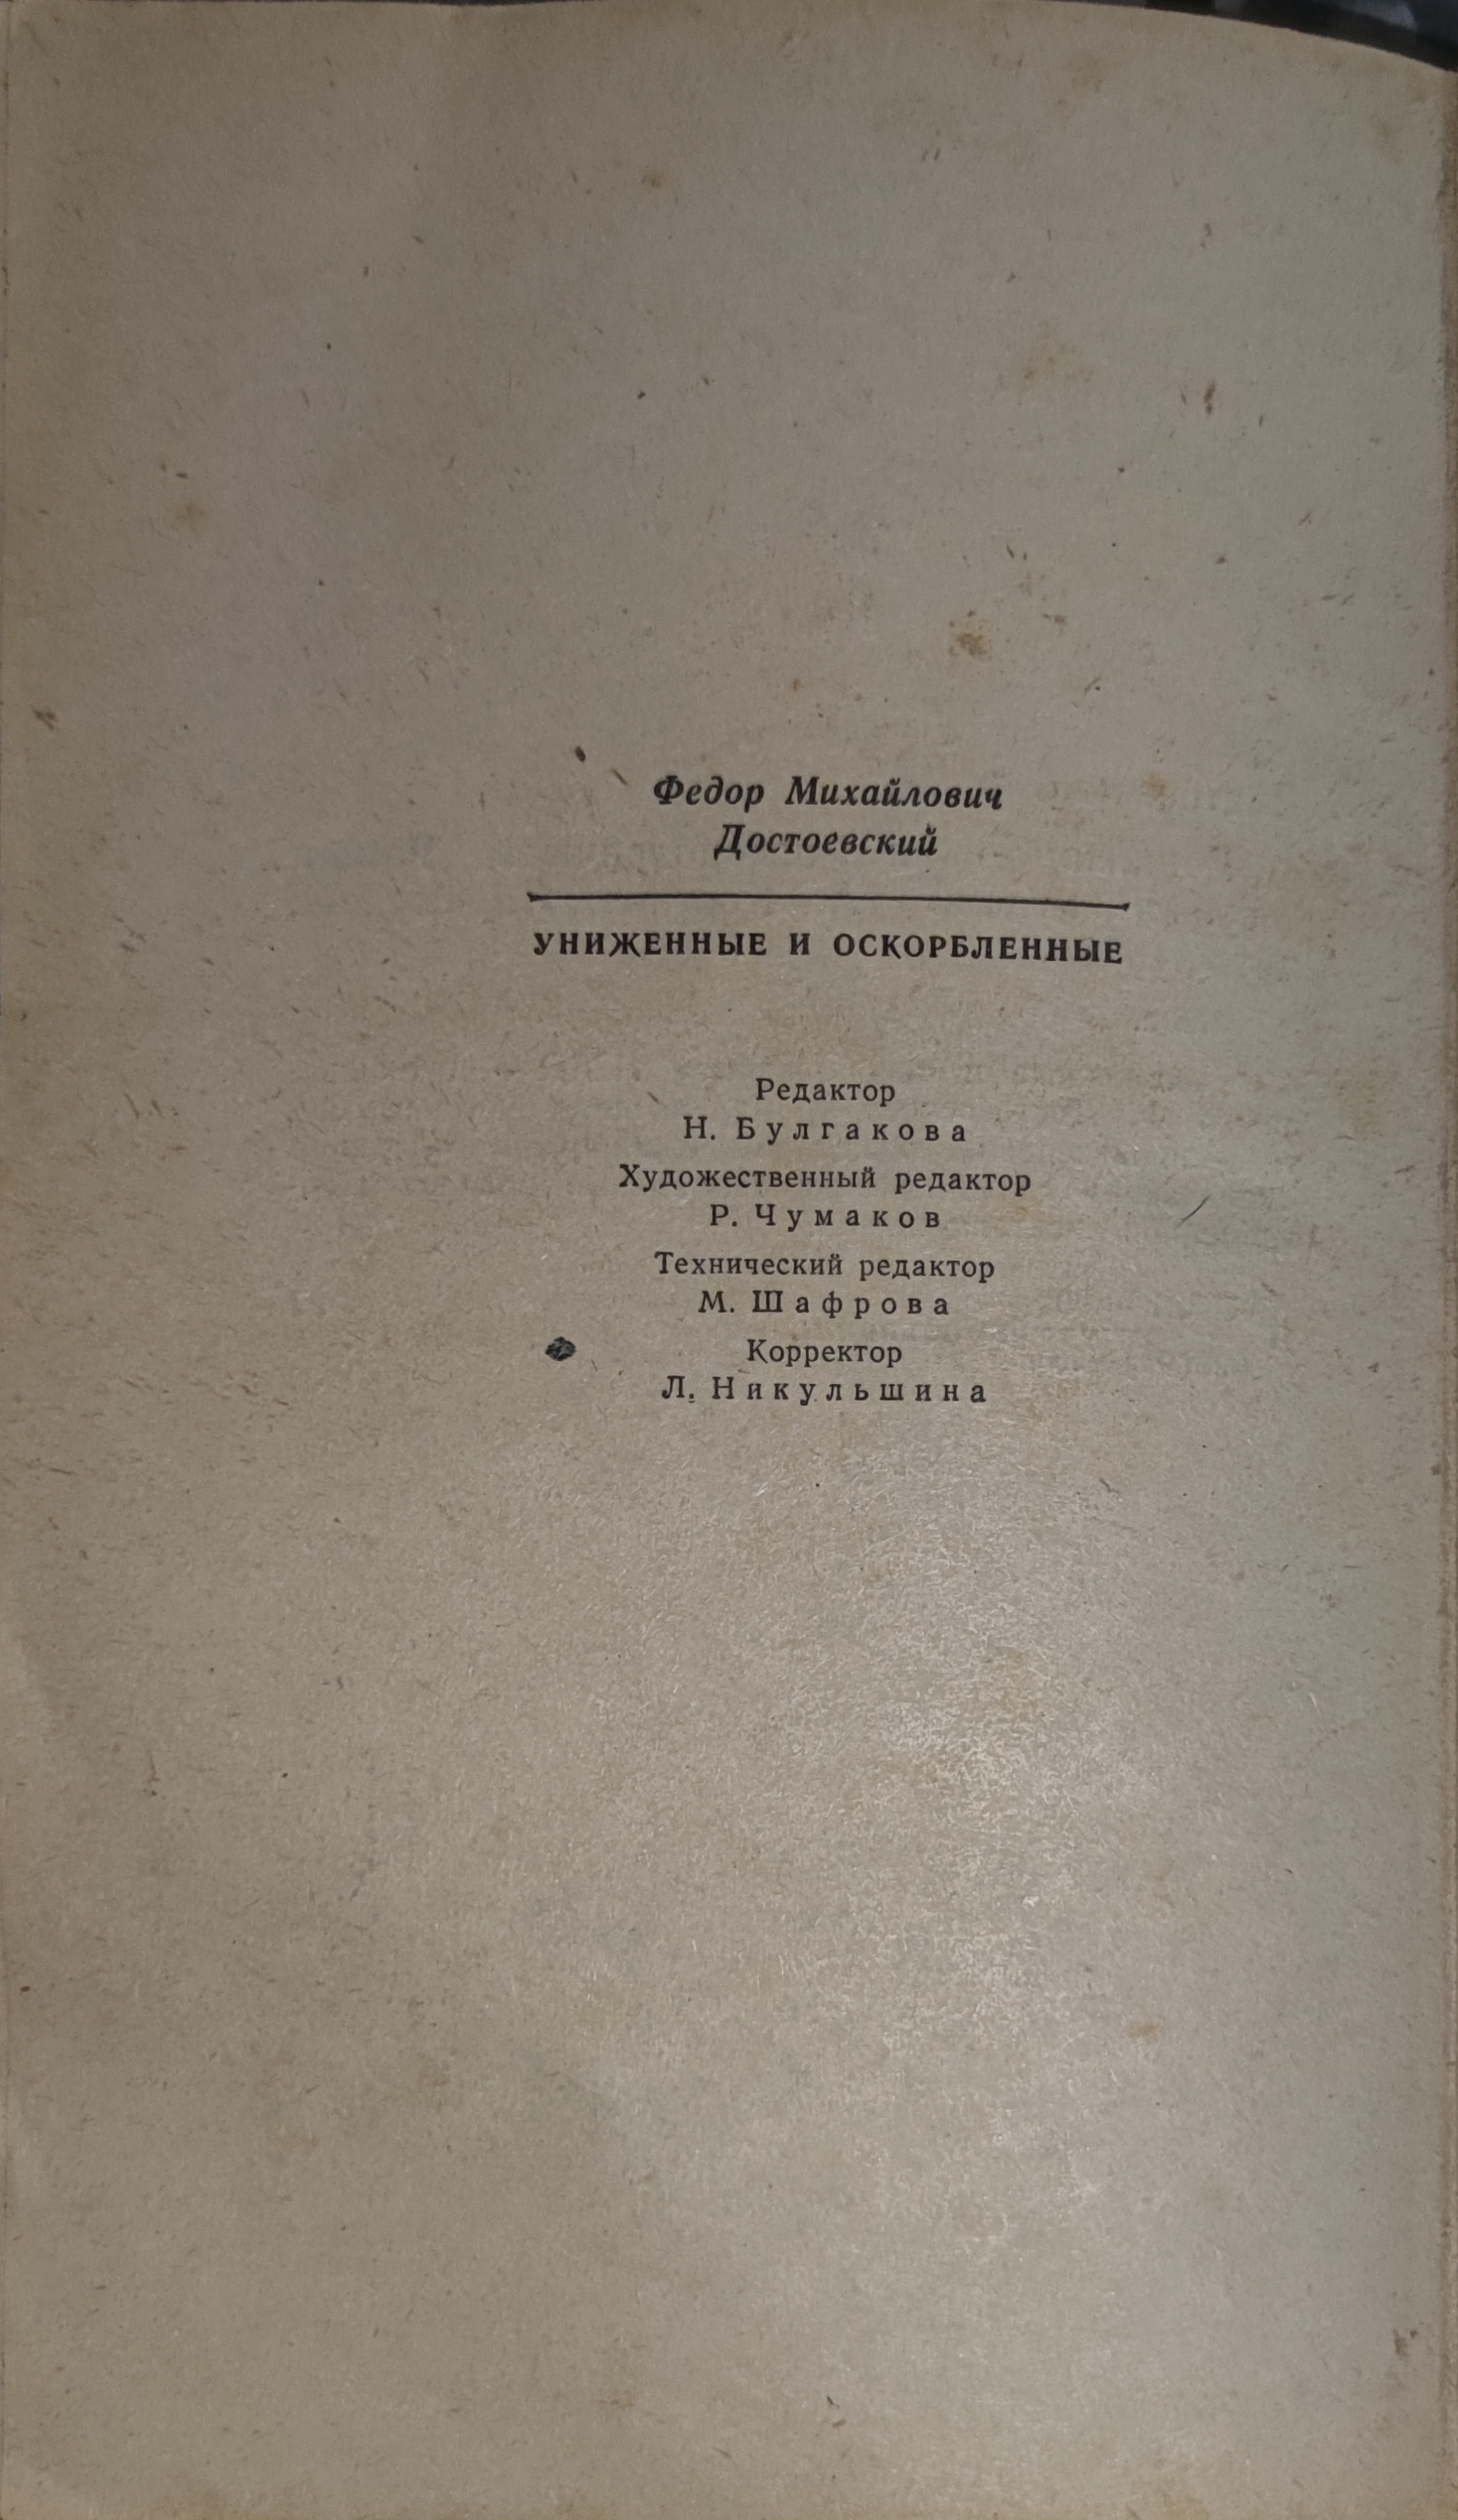 Федор Михайлович
Достоевский
УНИЖЕННЫЕ И ОСКОРБЛЕННЫЕ
Редактор
Н. Булгакова
Художественный редактор
Р. Чумаков
Технический редактор
М. Шафрова
Корректор
Л. Никульшина